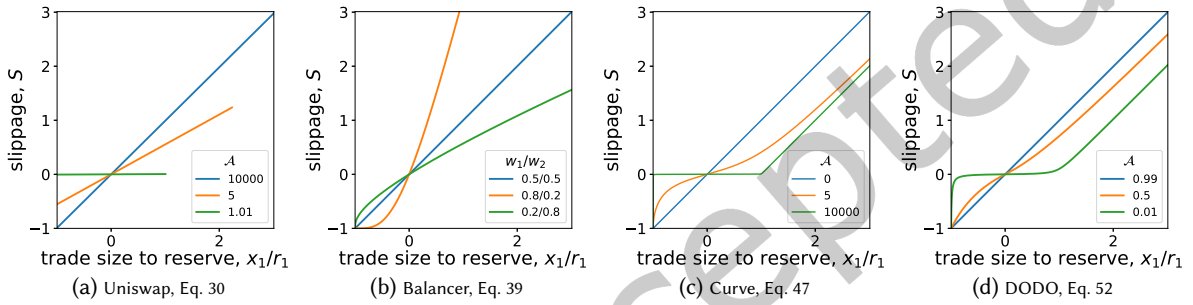 3
2
1
0
−1
slippage, S
0
2
trade size to reserve, x₁/r₁
𝒜
10000
5
1.01
(a) Uniswap, Eq. 30
3
2
1
0
−1
slippage, S
0
2
trade size to reserve, x₁/r₁
w₁/w₂
0.5/0.5
0.8/0.2
0.2/0.8
(b) Balancer, Eq. 39
3
2
1
0
−1
slippage, S
0
2
trade size to reserve, x₁/r₁
𝒜
0
5
10000
(c) Curve, Eq. 47
3
2
1
0
−1
slippage, S
0
2
trade size to reserve, x₁/r₁
𝒜
0.99
0.5
0.01
(d) DODO, Eq. 52